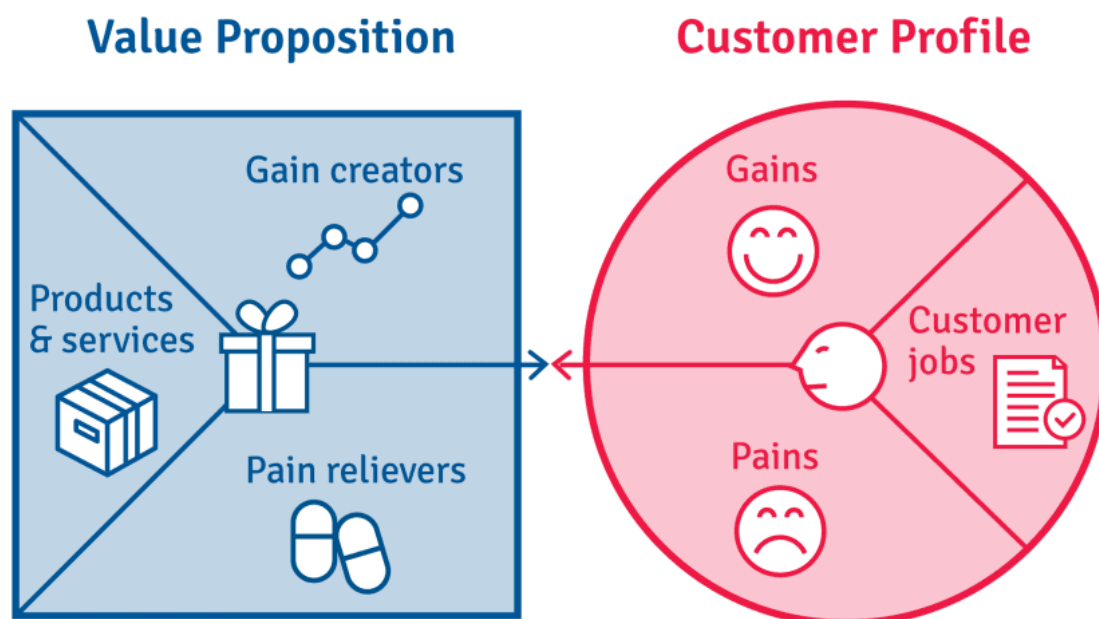 Value Proposition
Customer Profile
Gain creators
Products
& services
Pain relievers
Gains
Customer
jobs
Pains